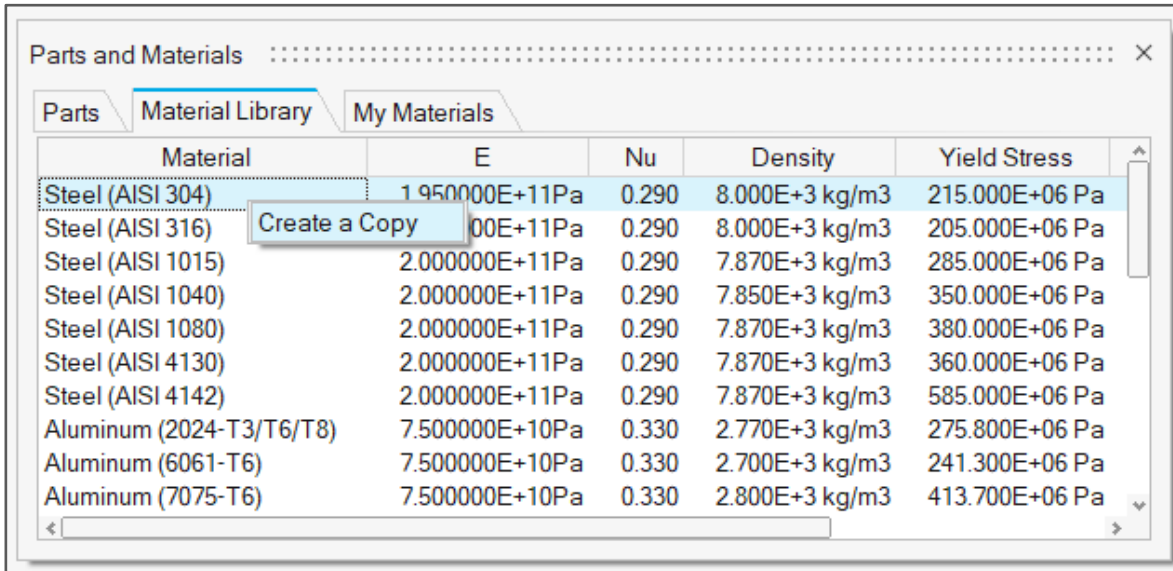 Parts and Materials
Parts Material Library My Materials
Material E Nu Density Yield Stress
Steel (AISI 304) 1.950000E+11Pa 0.290 8.000E+3 kg/m3 215.000E+06 Pa
Create a Copy
Steel (AISI 316) 00E+11Pa 0.290 8.000E+3 kg/m3 205.000E+06 Pa
Steel (AISI 1015) 2.000000E+11Pa 0.290 7.870E+3 kg/m3 285.000E+06 Pa
Steel (AISI 1040) 2.000000E+11Pa 0.290 7.850E+3 kg/m3 350.000E+06 Pa
Steel (AISI 1080) 2.000000E+11Pa 0.290 7.870E+3 kg/m3 380.000E+06 Pa
Steel (AISI 4130) 2.000000E+11Pa 0.290 7.870E+3 kg/m3 360.000E+06 Pa
Steel (AISI 4142) 2.000000E+11Pa 0.290 7.870E+3 kg/m3 585.000E+06 Pa
Aluminum (2024-T3/T6/T8) 7.500000E+10Pa 0.330 2.770E+3 kg/m3 275.800E+06 Pa
Aluminum (6061-T6) 7.500000E+10Pa 0.330 2.700E+3 kg/m3 241.300E+06 Pa
Aluminum (7075-T6) 7.500000E+10Pa 0.330 2.800E+3 kg/m3 413.700E+06 Pa